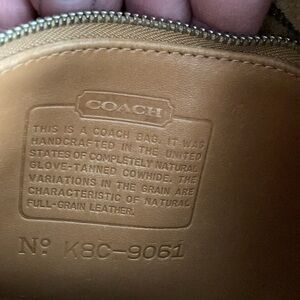 COACH
THIS IS A COACH BAG. IT WAS
HANDCRAFTED IN THE UNITED
STATES OF COMPLETELY NATURAL
GLOVE-TANNED COWHIDE. THE
VARIATIONS IN THE GRAIN ARE
CHARACTERISTIC OF NATURAL
FULL-GRAIN LEATHER.
Nº K8C-9061